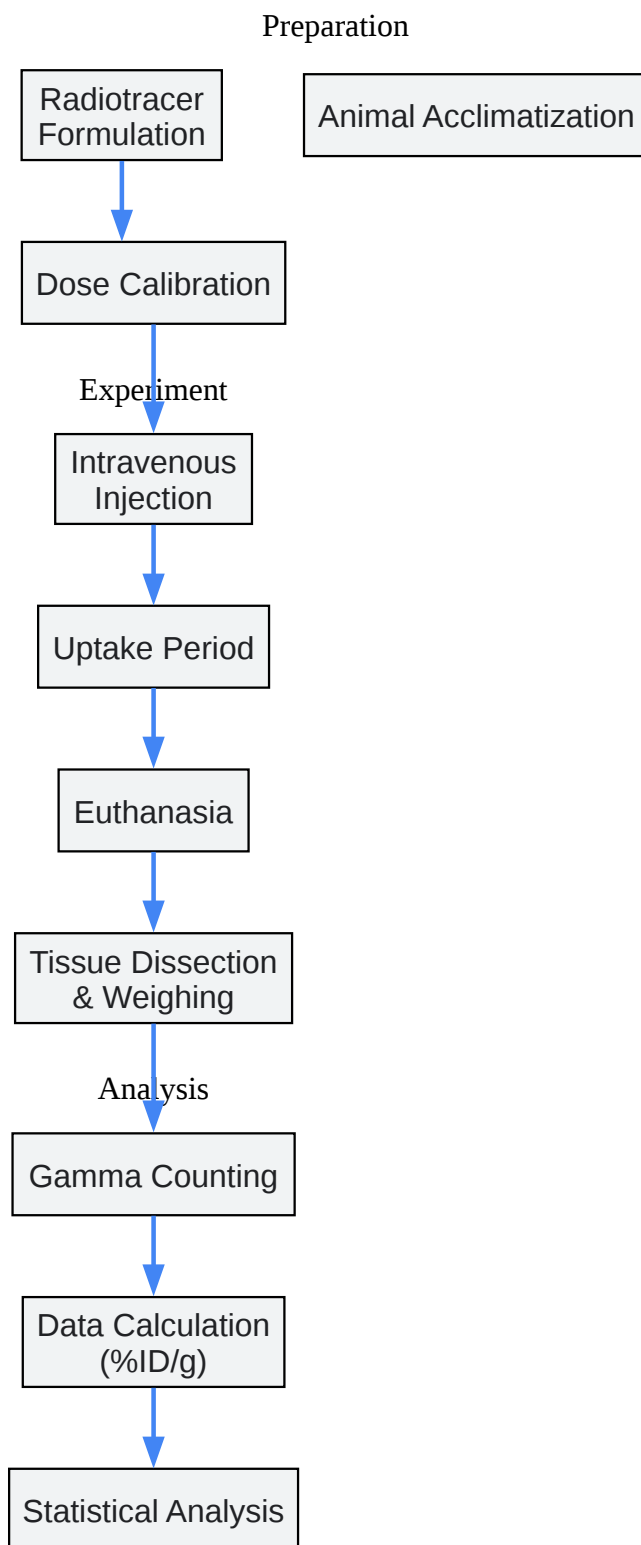 Preparation
Radiotracer
Formulation
Animal Acclimatization
Dose Calibration
Experiment
Intravenous
Injection
Uptake Period
Euthanasia
Tissue Dissection
& Weighing
Analysis
Gamma Counting
Data Calculation
(%ID/g)
Statistical Analysis